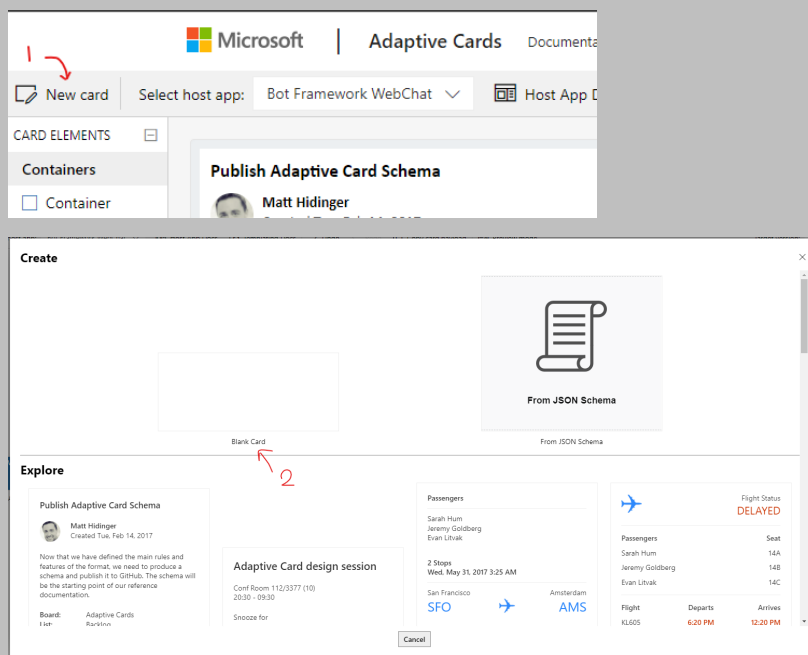 Microsoft | Adaptive Cards Documenta
1
New card Select host app: Bot Framework WebChat Host App D
CARD ELEMENTS
Containers
Container
Publish Adaptive Card Schema
Matt Hidinger
Create
From JSON Schema
Blank Card
From JSON Schema
2
Explore
Publish Adaptive Card Schema
Matt Hidinger
Created Tue, Feb 14, 2017
Now that we have defined the main rules and
features of the format, we need to produce a
schema and publish it to GitHub. The schema will
be the starting point of our reference
documentation.
Board: Adaptive Cards
List: Backlog
Adaptive Card design session
Conf Room 112/3377 (10)
20:30 - 09:30
Snooze for
Passengers
Sarah Hum
Jeremy Goldberg
Evan Litvak
2 Stops
Wed, May 31, 2017 3:25 AM
San Francisco Amsterdam
SFO AMS
Flight Status
DELAYED
Passengers Seat
Sarah Hum 14A
Jeremy Goldberg 14B
Evan Litvak 14C
Flight Departs Arrives
KL605 6:20 PM 12:20 PM
Cancel